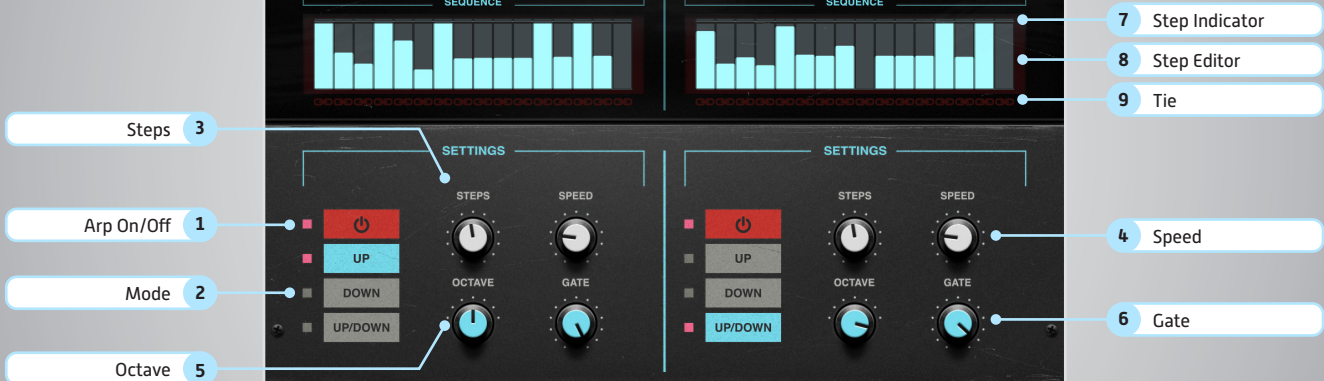 SEQUENCE
SEQUENCE
7 Step Indicator
8 Step Editor
9 Tie
Steps 3
SETTINGS
SETTINGS
STEPS
SPEED
STEPS
SPEED
Arp On/Off 1
4 Speed
UP
UP
OCTAVE
GATE
OCTAVE
GATE
Mode 2
DOWN
DOWN
UP/DOWN
UP/DOWN
6 Gate
Octave 5